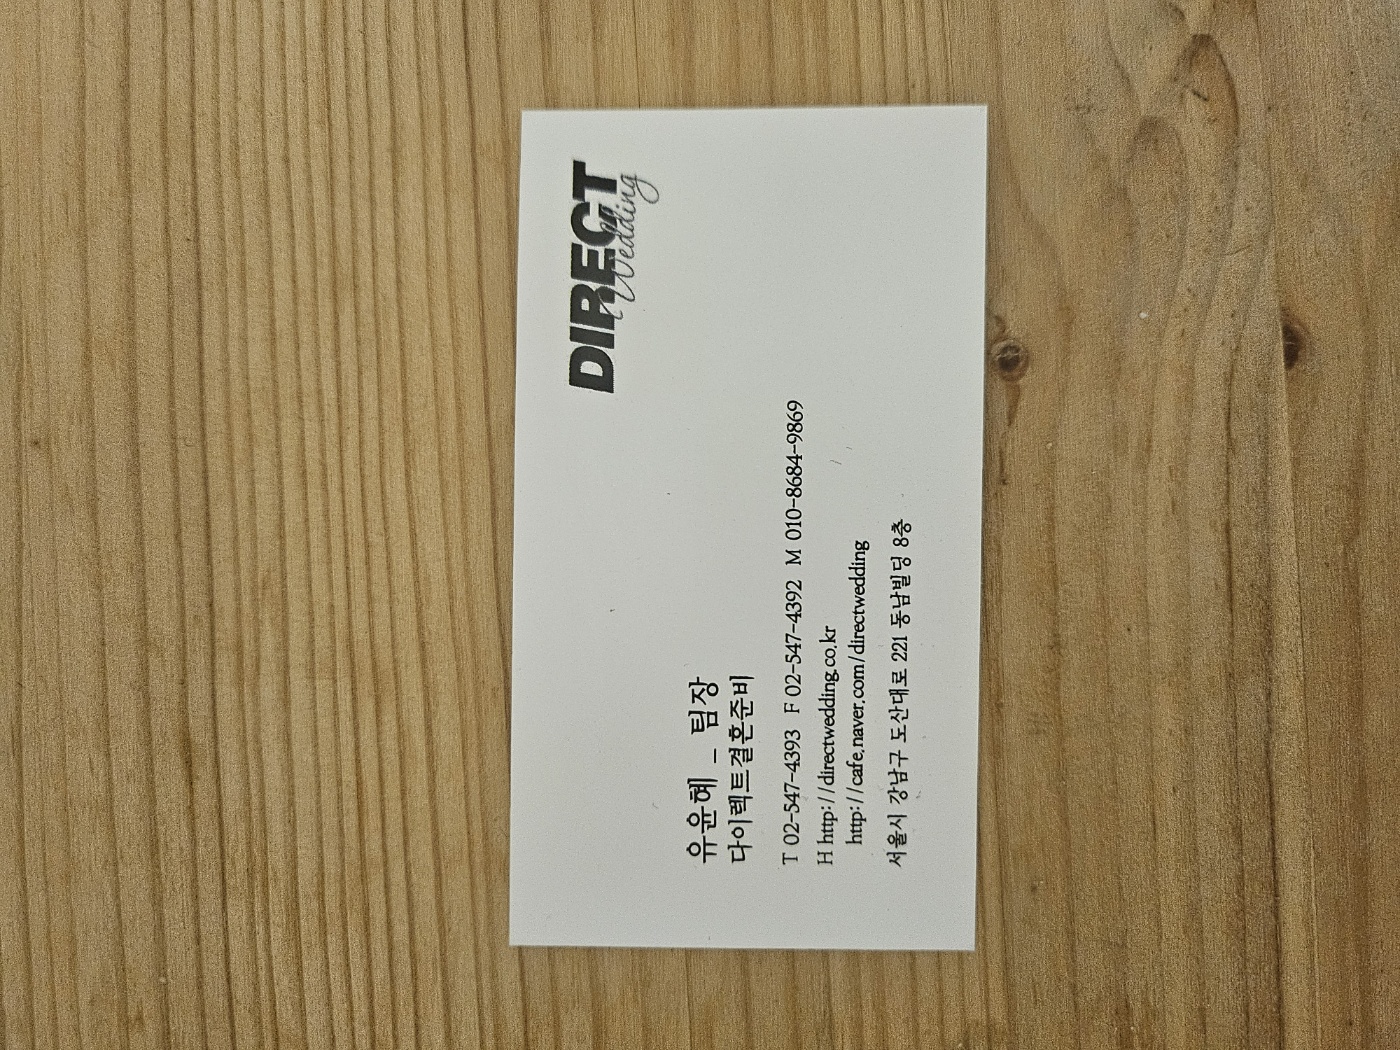 DIRECT
Wedding
유윤혜 _ 팀장
다이렉트결혼준비
T 02-547-4393 F 02-547-4392 M 010-8684-9869
H http://directwedding.co.kr
http://cafe.naver.com/directwedding
서울시 강남구 도산대로 221 동남빌딩 8층